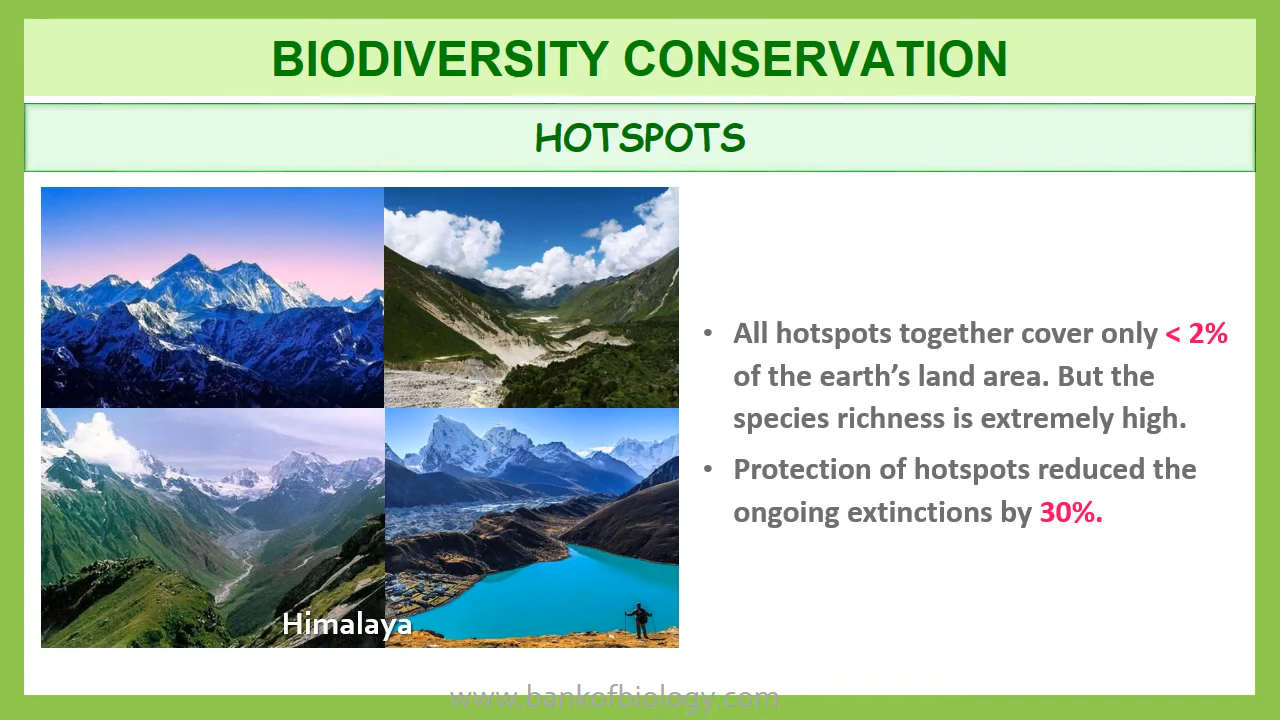 BIODIVERSITY CONSERVATION
HOTSPOTS
Himalaya
• All hotspots together cover only < 2%
of the earth’s land area. But the
species richness is extremely high.
• Protection of hotspots reduced the
ongoing extinctions by 30%.
www.bankofbiology.com